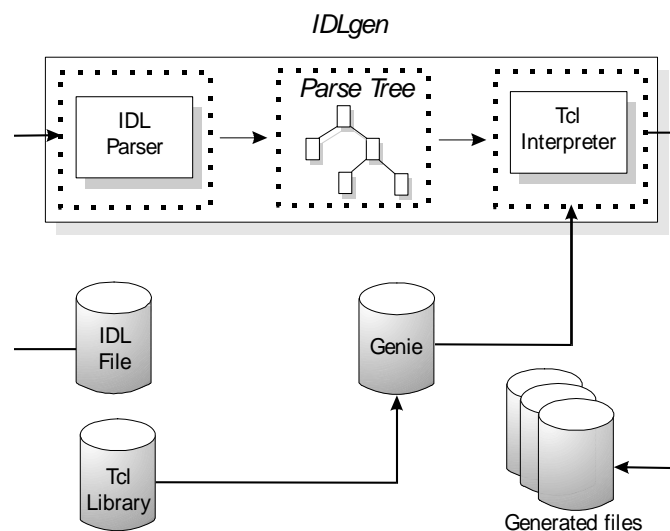 IDLgen
IDL
Parser
Parse Tree
Tcl
Interpreter
IDL
File
Genie
Tcl
Library
Generated files